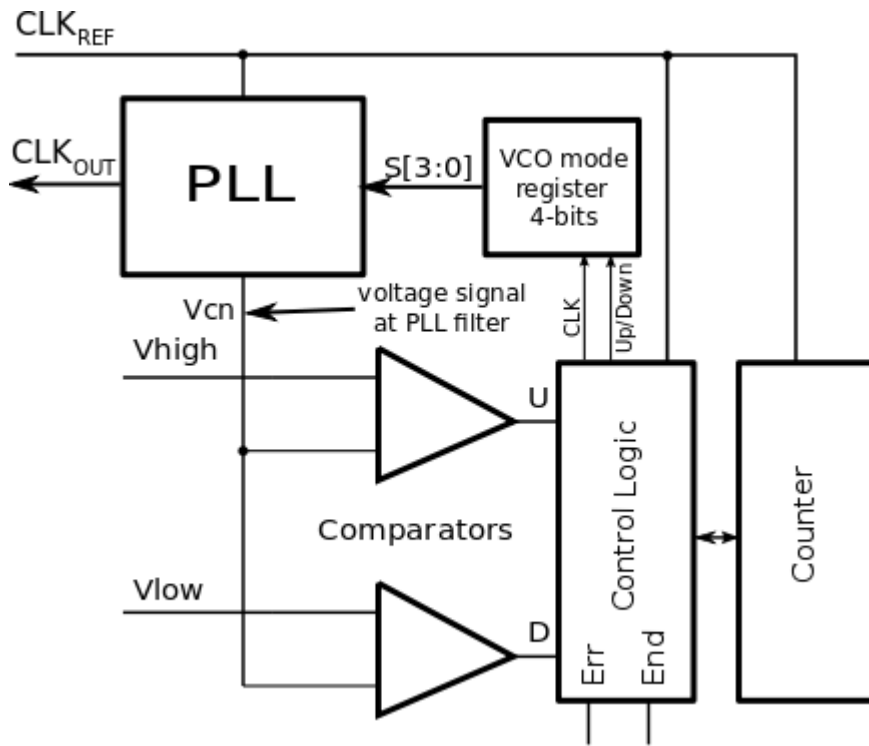 CLKREF
CLKOUT
PLL
S[3:0]
VCO mode
register
4-bits
Vcn
voltage signal
at PLL filter
CLK
Up/Down
Vhigh
U
Comparators
Control Logic
Counter
Vlow
D
Err
End